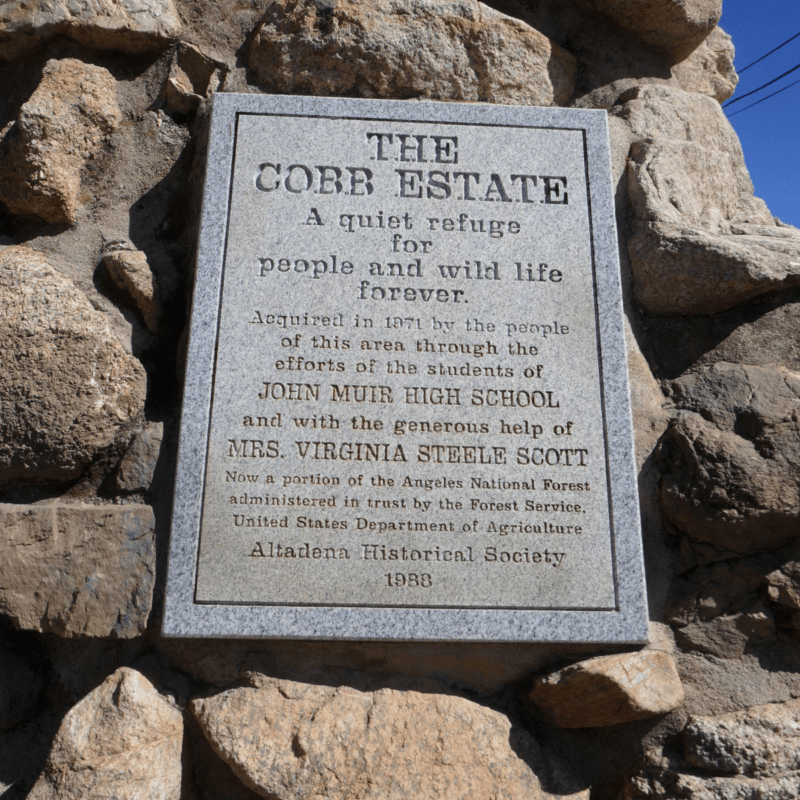 THE
COBB ESTATE
A quiet refuge
for
people and wild life
forever.
Acquired in 1971 by the people
of this area through the
efforts of the students of
JOHN MUIR HIGH SCHOOL
and with the generous help of
MRS. VIRGINIA STEELE SCOTT
Now a portion of the Angeles National Forest
administered in trust by the Forest Service,
United States Department of Agriculture
Altadena Historical Society
1988